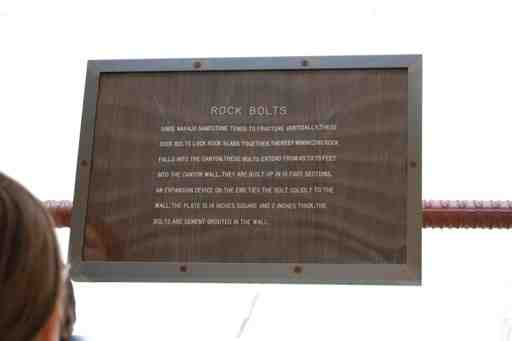 ROCK BOLTS
SINCE NAVAJO SANDSTONE TENDS TO FRACTURE VERTICALLY, THESE
ROCK BOLTS LOCK ROCK SLABS TOGETHER, THEREBY MINIMIZING ROCK
FALLS INTO THE CANYON. THESE BOLTS EXTEND FROM 45 TO 75 FEET
INTO THE CANYON WALL. THEY ARE BUILT UP IN 10 FOOT SECTIONS.
AN EXPANSION DEVICE ON THE END TIES THE BOLT SOLIDLY TO THE
WALL. THE PLATE IS 14 INCHES SQUARE AND 2 INCHES THICK. THE
BOLTS ARE CEMENT GROUTED IN THE WALL.